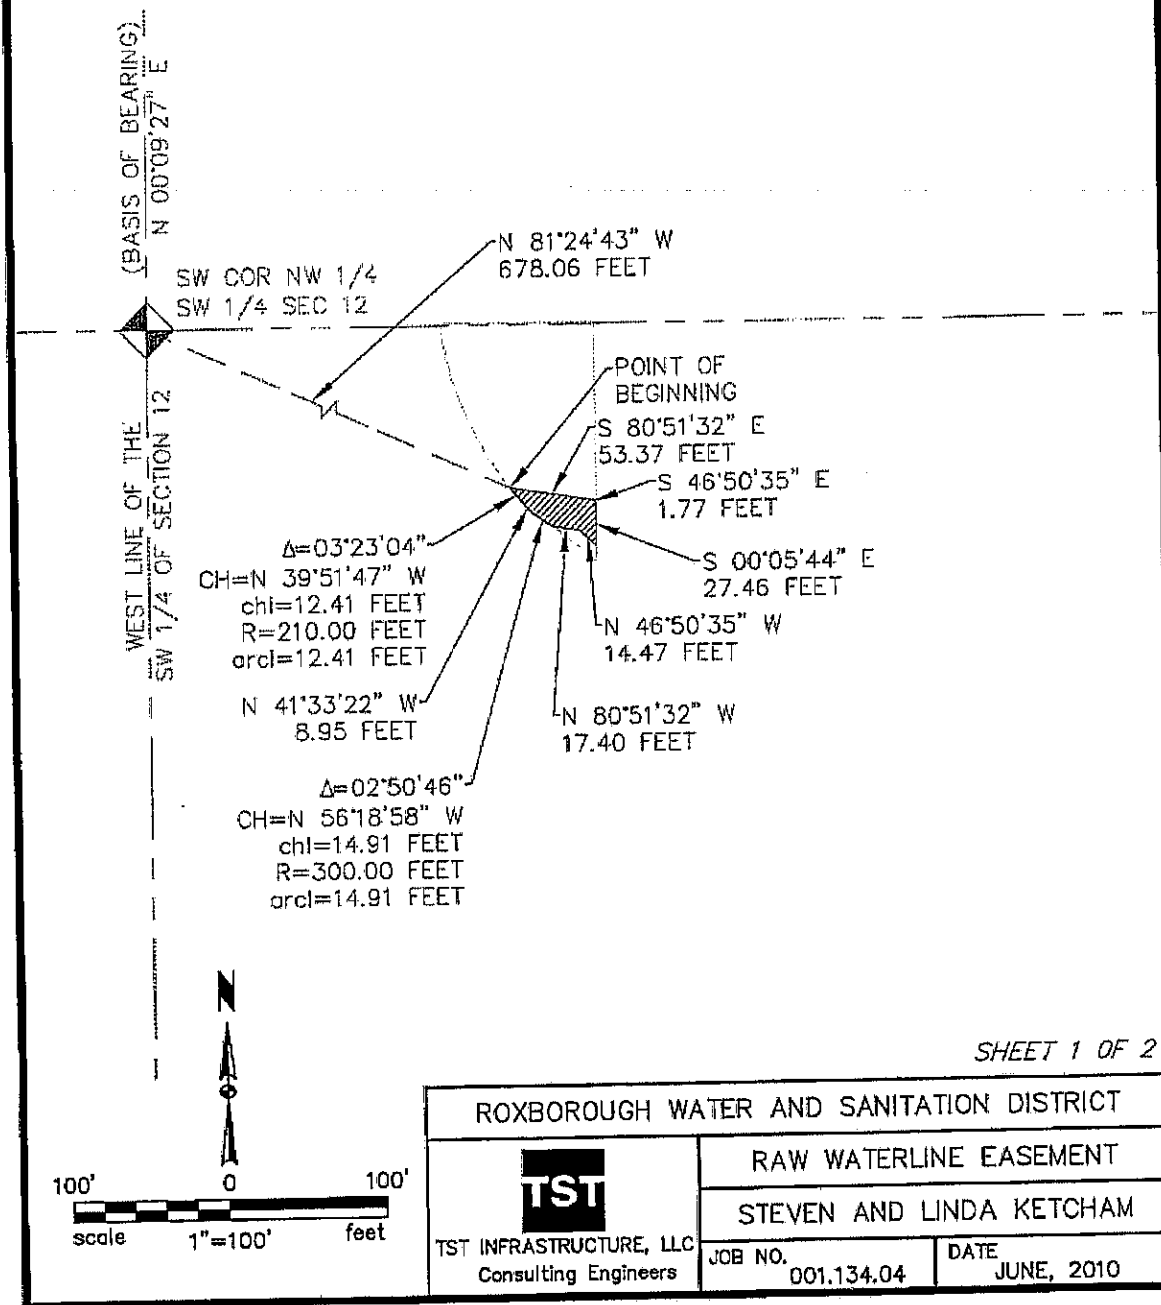 (BASIS OF BEARING)
N 00°09'27" E
SW COR NW 1/4
SW 1/4 SEC 12
N 81°24'43" W
678.06 FEET
WEST LINE OF THE
SW 1/4 OF SECTION 12
POINT OF
BEGINNING
S 80°51'32" E
53.37 FEET
S 46°50'35" E
1.77 FEET
S 00°05'44" E
27.46 FEET
N 46°50'35" W
14.47 FEET
N 80°51'32" W
17.40 FEET
Δ=03°23'04"
CH=N 39°51'47" W
chl=12.41 FEET
R=210.00 FEET
arcl=12.41 FEET
N 41°33'22" W
8.95 FEET
Δ=02°50'46"
CH=N 56°18'58" W
chl=14.91 FEET
R=300.00 FEET
arcl=14.91 FEET
N
100' 0 100'
scale 1"=100' feet
SHEET 1 OF 2
ROXBOROUGH WATER AND SANITATION DISTRICT
TST
TST INFRASTRUCTURE, LLC
Consulting Engineers
RAW WATERLINE EASEMENT
STEVEN AND LINDA KETCHAM
JOB NO.
001.134.04
DATE
JUNE, 2010